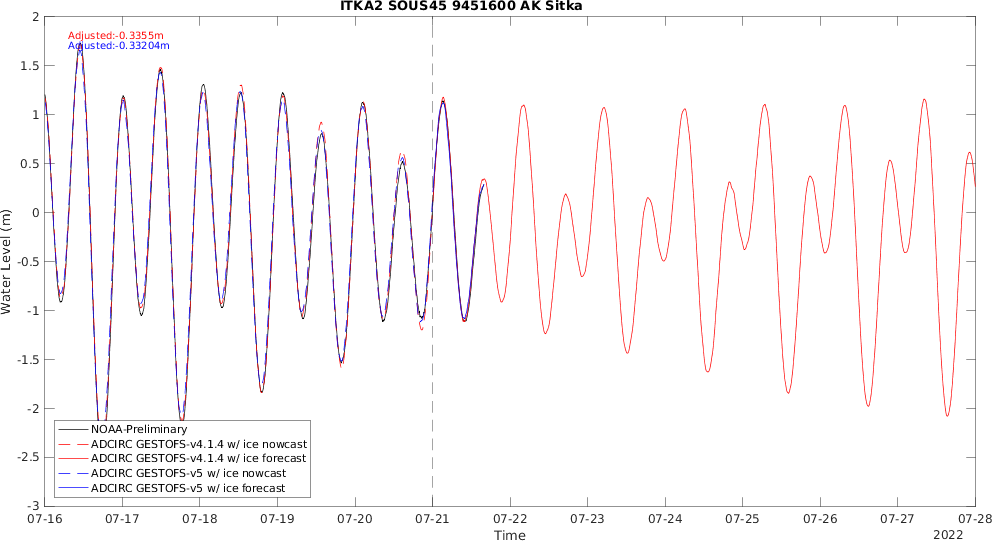 ITKA2 SOUS45 9451600 AK Sitka
Adjusted:-0.3355m
Adjusted:-0.33204m
2
1.5
1
0.5
0
-0.5
-1
-1.5
-2
-2.5
-3
Water Level (m)
NOAA-Preliminary
ADCIRC GESTOFS-v4.1.4 w/ ice nowcast
ADCIRC GESTOFS-v4.1.4 w/ ice forecast
ADCIRC GESTOFS-v5 w/ ice nowcast
ADCIRC GESTOFS-v5 w/ ice forecast
07-16 07-17 07-18 07-19 07-20 07-21 07-22 07-23 07-24 07-25 07-26 07-27 07-28
Time
2022